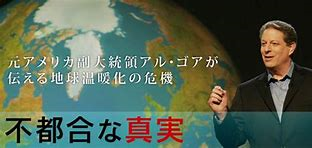 元アメリカ副大統領アル・ゴアが
伝える地球温暖化の危機
不都合な真実